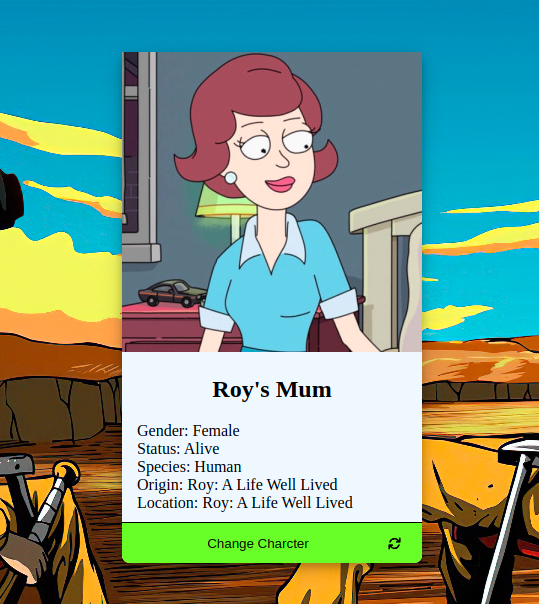 Roy's Mum
Gender: Female
Status: Alive
Species: Human
Origin: Roy: A Life Well Lived
Location: Roy: A Life Well Lived
Change Charcter